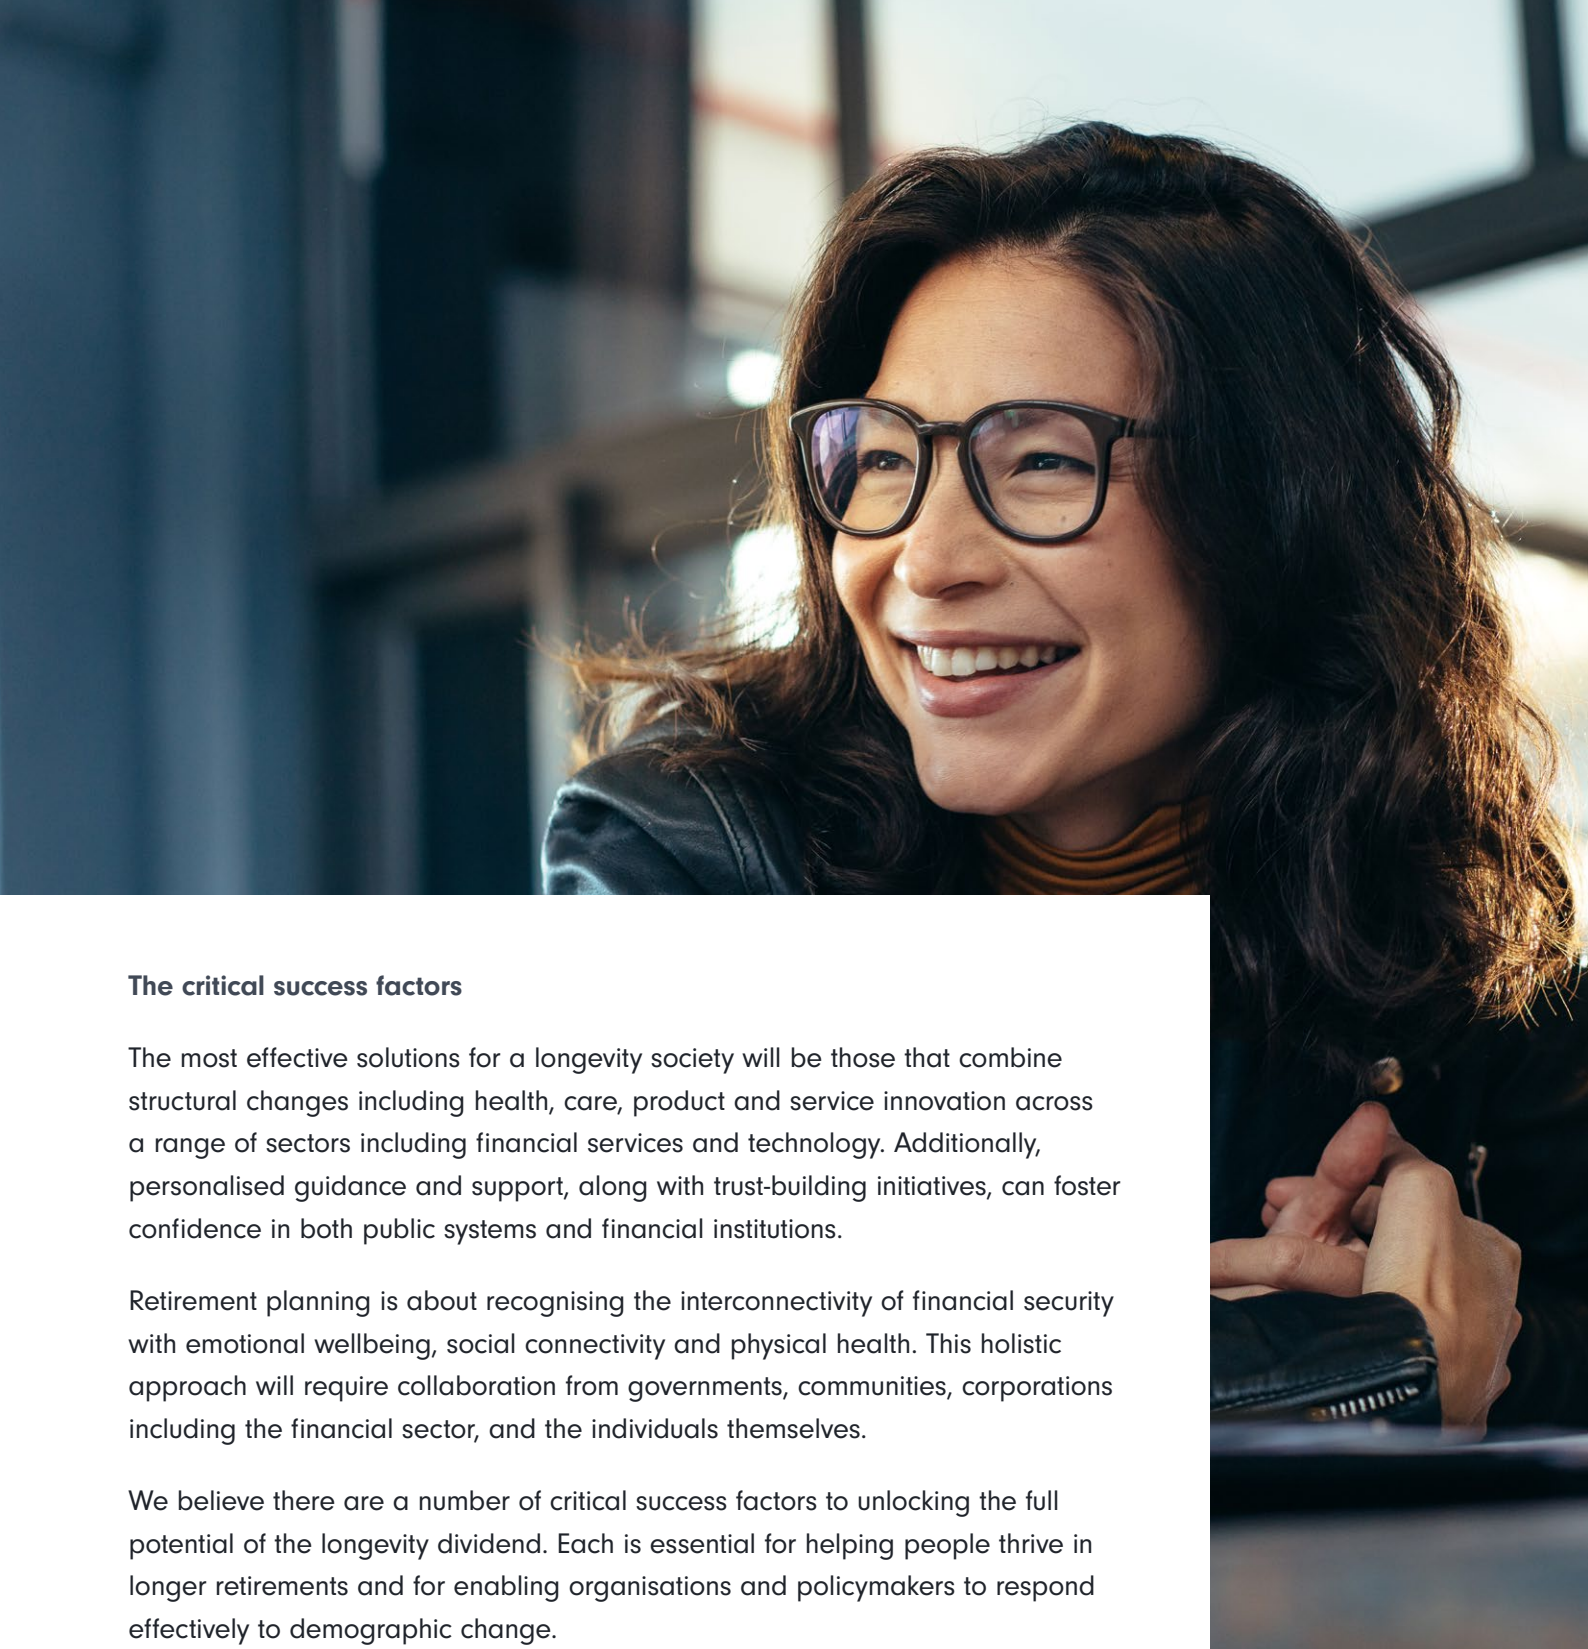 The critical success factors
The most effective solutions for a longevity society will be those that combine
structural changes including health, care, product and service innovation across
a range of sectors including financial services and technology. Additionally,
personalised guidance and support, along with trust-building initiatives, can foster
confidence in both public systems and financial institutions.
Retirement planning is about recognising the interconnectivity of financial security
with emotional wellbeing, social connectivity and physical health. This holistic
approach will require collaboration from governments, communities, corporations
including the financial sector, and the individuals themselves.
We believe there are a number of critical success factors to unlocking the full
potential of the longevity dividend. Each is essential for helping people thrive in
longer retirements and for enabling organisations and policymakers to respond
effectively to demographic change.